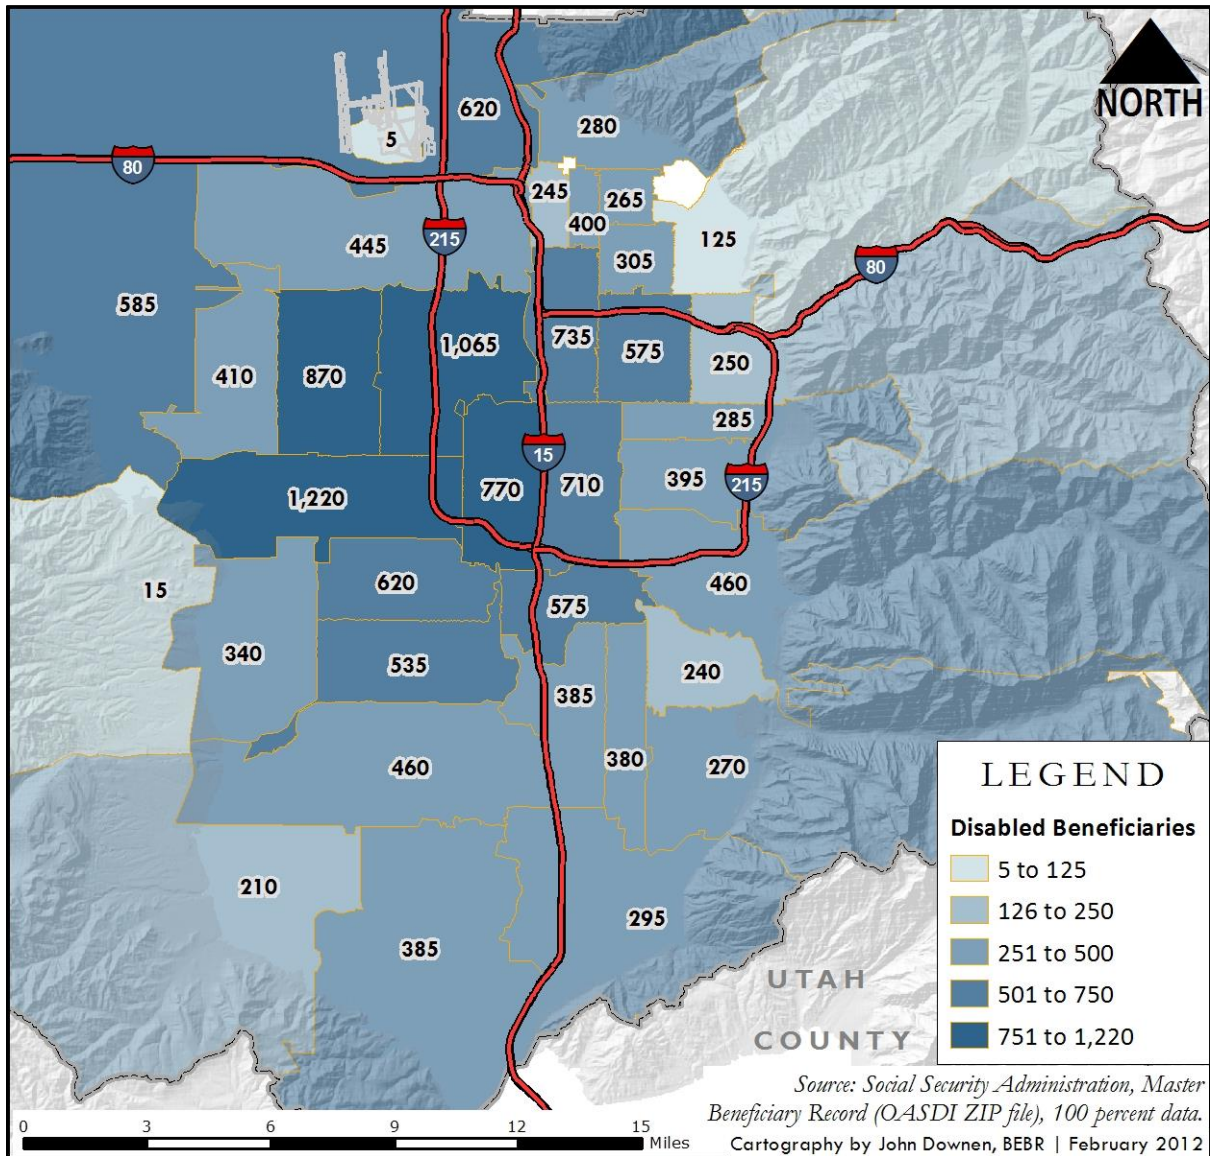 NORTH
620
5
280
80
245
265
400
125
445
215
305
80
585
1,065
735
575
410
870
250
285
15
395
1,220
770
710
215
15
620
575
460
340
535
240
385
460
380
270
210
385
295
UTAH
COUNTY
LEGEND
Disabled Beneficiaries
5 to 125
126 to 250
251 to 500
501 to 750
751 to 1,220
Source: Social Security Administration, Master
Beneficiary Record (OASDI ZIP file), 100 percent data.
0 3 6 9 12 15 Miles
Cartography by John Downen, BEBR | February 2012